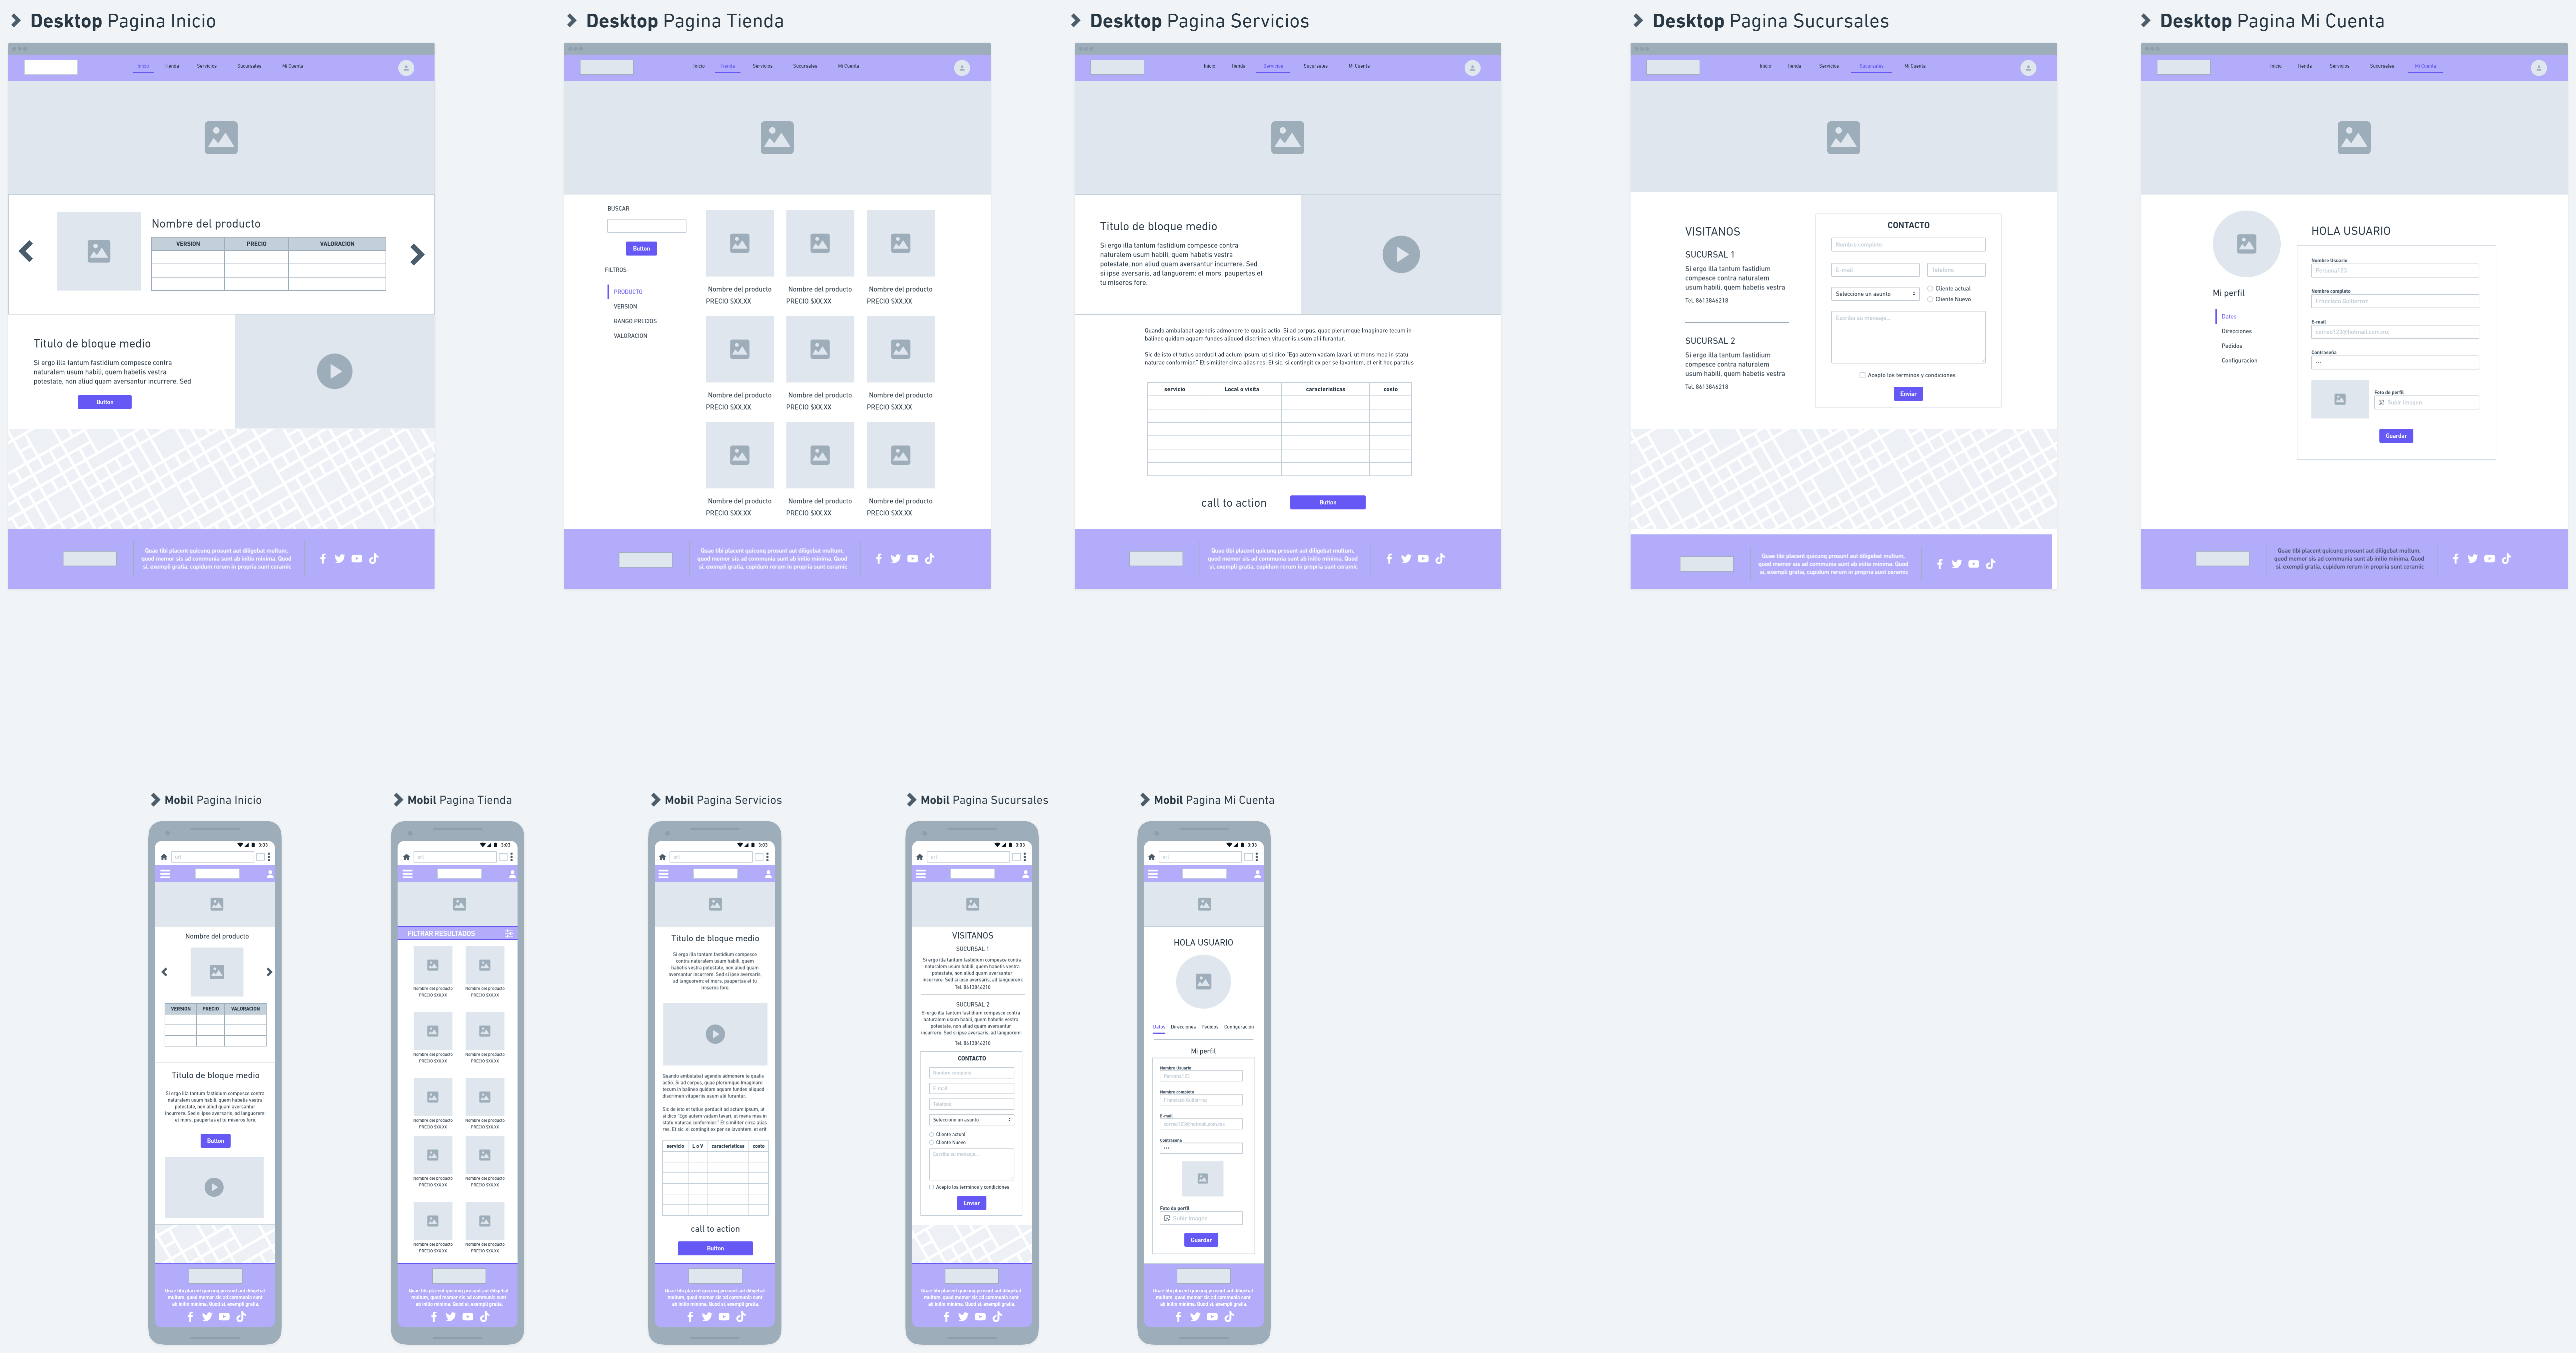 Desktop Pagina Inicio
Inicio Tienda Servicios Sucursales Mi Cuenta
Nombre del producto
VERSION PRECIO VALORACION
Titulo de bloque medio
Si ergo illa tantum fastidium compesce contra
naturalem usum habili, quem habetis vestra
potestate, non aliud quam aversantur incurrere. Sed
Button
Quae tibi placent quicunq prosunt aut diligebat multum,
quod memor sis ad communia sunt ab initio minima. Quod
si, exempli gratia, cupidum rerum in propria sunt ceramic
Desktop Pagina Tienda
Inicio Tienda Servicios Sucursales Mi Cuenta
BUSCAR
Button
FILTROS
PRODUCTO
VERSION
RANGO PRECIOS
VALORACION
Nombre del producto Nombre del producto Nombre del producto
PRECIO $XX.XX PRECIO $XX.XX PRECIO $XX.XX
Nombre del producto Nombre del producto Nombre del producto
PRECIO $XX.XX PRECIO $XX.XX PRECIO $XX.XX
Nombre del producto Nombre del producto Nombre del producto
PRECIO $XX.XX PRECIO $XX.XX PRECIO $XX.XX
Quae tibi placent quicunq prosunt aut diligebat multum,
quod memor sis ad communia sunt ab initio minima. Quod
si, exempli gratia, cupidum rerum in propria sunt ceramic
Desktop Pagina Servicios
Inicio Tienda Servicios Sucursales Mi Cuenta
Titulo de bloque medio
Si ergo illa tantum fastidium compesce contra
naturalem usum habili, quem habetis vestra
potestate, non aliud quam aversantur incurrere. Sed
si ipse aversaris, ad languorem: et mors, paupertas et
tu miseros fore.
Quando ambulabat agendis admonere te qualis actio. Si ad corpus, quae plerumque Imaginare tecum in
balineo quidam aquam fundes aliquod discrimen vituperiis usum alii furantur.
Sic de isto et tutius perducit ad actum ipsum, ut si dico "Ego autem vadam lavari, ut mens mea in statu
naturae conformior." Et similiter circa alias res. Et sic, si contingit ex per se lavantem, et erit hoc paratus
servicio Local o visita caracteristicas costo
call to action Button
Quae tibi placent quicunq prosunt aut diligebat multum,
quod memor sis ad communia sunt ab initio minima. Quod
si, exempli gratia, cupidum rerum in propria sunt ceramic
Desktop Pagina Sucursales
Inicio Tienda Servicios Sucursales Mi Cuenta
VISITANOS
SUCURSAL 1
Si ergo illa tantum fastidium
compesce contra naturalem
usum habili, quem habetis vestra
Tel. 8613846218
SUCURSAL 2
Si ergo illa tantum fastidium
compesce contra naturalem
usum habili, quem habetis vestra
Tel. 8613846218
CONTACTO
Nombre completo
E-mail Telefono
Seleccione un asunto
Cliente actual
Cliente Nuevo
Escriba su mensaje...
Acepto los terminos y condiciones
Enviar
Quae tibi placent quicunq prosunt aut diligebat multum,
quod memor sis ad communia sunt ab initio minima. Quod
si, exempli gratia, cupidum rerum in propria sunt ceramic
Desktop Pagina Mi Cuenta
Inicio Tienda Servicios Sucursales Mi Cuenta
Mi perfil
Datos
Direcciones
Pedidos
Configuracion
HOLA USUARIO
Nombre Usuario
Persona123
Nombre completo
Francisco Gutierrez
E-mail
correo123@hotmail.com.mx
Contraseña
•••
Foto de perfil
Subir imagen
Guardar
Quae tibi placent quicunq prosunt aut diligebat multum,
quod memor sis ad communia sunt ab initio minima. Quod
si, exempli gratia, cupidum rerum in propria sunt ceramic
Mobil Pagina Inicio
3:03
url
Nombre del producto
VERSION PRECIO VALORACION
Titulo de bloque medio
Si ergo illa tantum fastidium compesce contra
naturalem usum habili, quem habetis vestra
potestate, non aliud quam aversantur
incurrere. Sed si ipse aversaris, ad languorem:
et mors, paupertas et tu miseros fore.
Button
Quae tibi placent quicunq prosunt aut diligebat
multum, quod memor sis ad communia sunt
ab initio minima. Quod si, exempli gratia,
Mobil Pagina Tienda
3:03
url
FILTRAR RESULTADOS
Nombre del producto Nombre del producto
PRECIO $XX.XX PRECIO $XX.XX
Nombre del producto Nombre del producto
PRECIO $XX.XX PRECIO $XX.XX
Nombre del producto Nombre del producto
PRECIO $XX.XX PRECIO $XX.XX
Nombre del producto Nombre del producto
PRECIO $XX.XX PRECIO $XX.XX
Nombre del producto Nombre del producto
PRECIO $XX.XX PRECIO $XX.XX
Quae tibi placent quicunq prosunt aut diligebat
multum, quod memor sis ad communia sunt
ab initio minima. Quod si, exempli gratia,
Mobil Pagina Servicios
3:03
url
Titulo de bloque medio
Si ergo illa tantum fastidium compesce
contra naturalem usum habili, quem
habetis vestra potestate, non aliud quam
aversantur incurrere. Sed si ipse aversaris,
ad languorem: et mors, paupertas et tu
miseros fore.
Quando ambulabat agendis admonere te qualis
actio. Si ad corpus, quae plerumque Imaginare
tecum in balineo quidam aquam fundes aliquod
discrimen vituperiis usum alii furantur.
Sic de isto et tutius perducit ad actum ipsum, ut
si dico "Ego autem vadam lavari, ut mens mea in
statu naturae conformior." Et similiter circa alias
res. Et sic, si contingit ex per se lavantem, et erit
servicio L o V caracteristicas costo
call to action
Button
Quae tibi placent quicunq prosunt aut diligebat
multum, quod memor sis ad communia sunt
ab initio minima. Quod si, exempli gratia,
Mobil Pagina Sucursales
3:03
url
VISITANOS
SUCURSAL 1
Si ergo illa tantum fastidium compesce contra
naturalem usum habili, quem habetis vestra
potestate, non aliud quam aversantur
incurrere. Sed si ipse aversaris, ad languorem:
Tel. 8613846218
SUCURSAL 2
Si ergo illa tantum fastidium compesce contra
naturalem usum habili, quem habetis vestra
potestate, non aliud quam aversantur
incurrere. Sed si ipse aversaris, ad languorem:
Tel. 8613846218
CONTACTO
Nombre completo
E-mail
Telefono
Seleccione un asunto
Cliente actual
Cliente Nuevo
Escriba su mensaje...
Acepto los terminos y condiciones
Enviar
Quae tibi placent quicunq prosunt aut diligebat
multum, quod memor sis ad communia sunt
ab initio minima. Quod si, exempli gratia,
Mobil Pagina Mi Cuenta
3:03
url
HOLA USUARIO
Datos Direcciones Pedidos Configuracion
Mi perfil
Nombre Usuario
Persona123
Nombre completo
Francisco Gutierrez
E-mail
correo123@hotmail.com.mx
Contraseña
•••
Foto de perfil
Subir imagen
Guardar
Quae tibi placent quicunq prosunt aut diligebat
multum, quod memor sis ad communia sunt
ab initio minima. Quod si, exempli gratia,